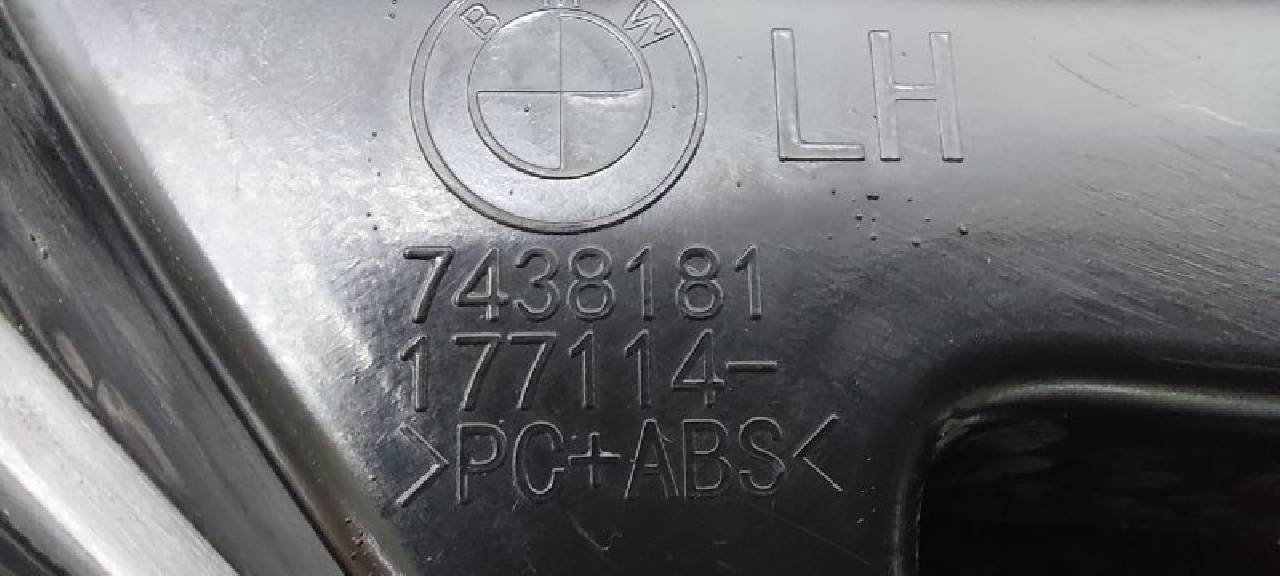 BMW LH
7438181
177114-
>PC+ABS<